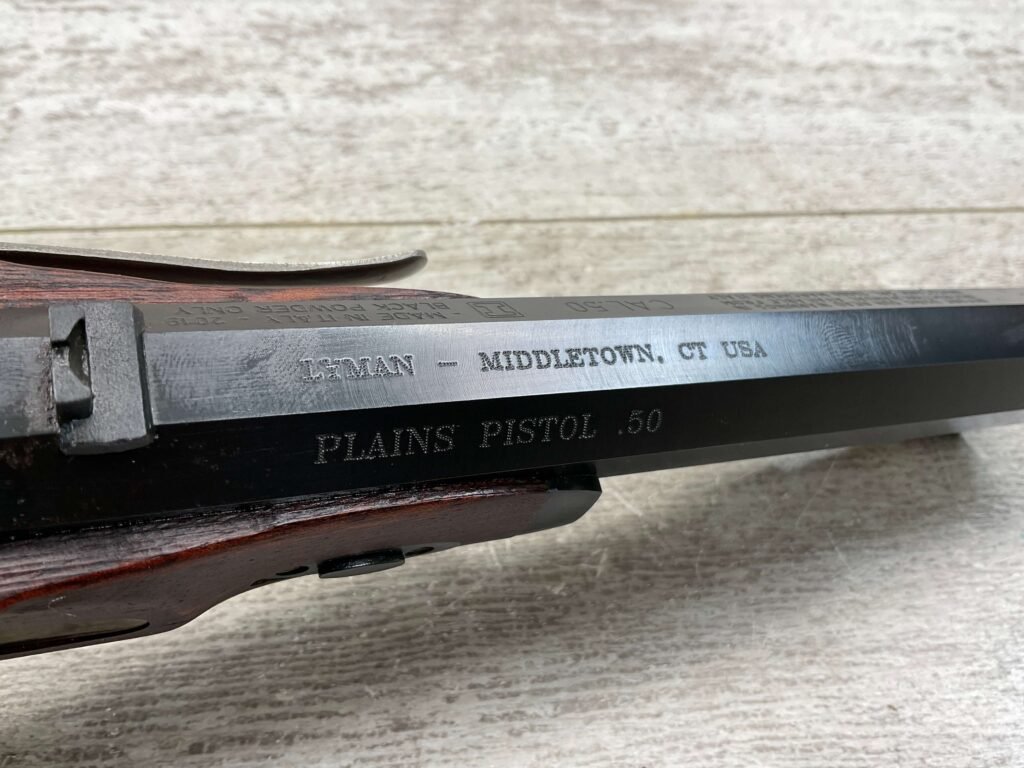 LYMAN — MIDDLETOWN, CT USA
PLAINS PISTOL .50
CAL.50
- MADE IN ITALY - 
BLACK POWDER ONLY